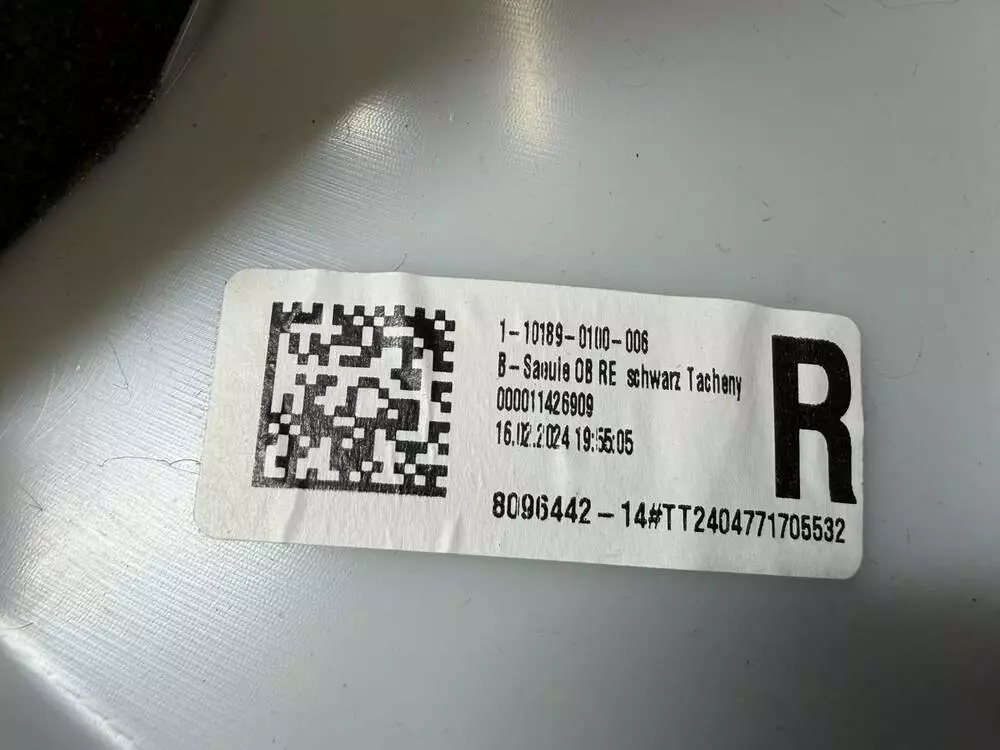 1-10189-0100-006
B-Saeule OB RE schwarz Tacheny
000011426909
16.02.2024 19:55:05
8096442-14#TT2404771705532
R